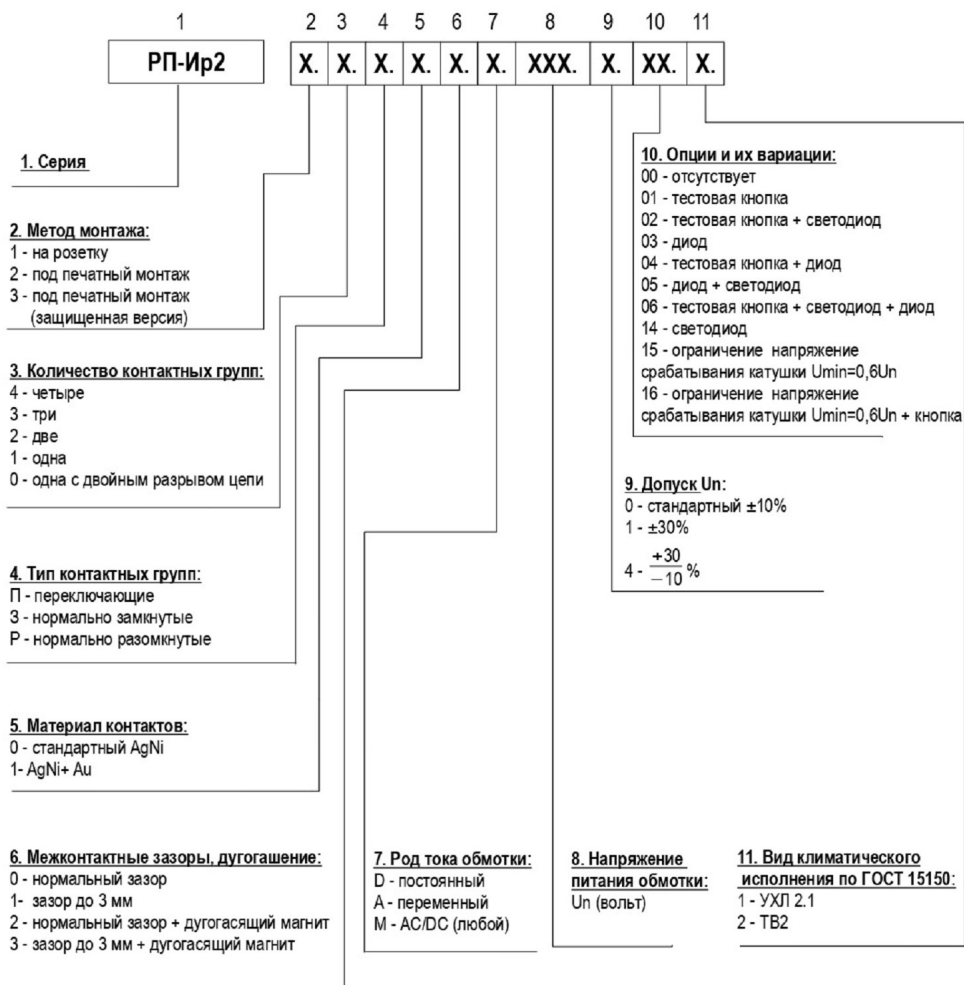 1 2 3 4 5 6 7 8 9 10 11
РП-Ир2 X. X. X. X. X. X. XXX. X. XX. X.
1. Серия
2. Метод монтажа:
1 - на розетку
2 - под печатный монтаж
3 - под печатный монтаж
(защищенная версия)
3. Количество контактных групп:
4 - четыре
3 - три
2 - две
1 - одна
0 - одна с двойным разрывом цепи
4. Тип контактных групп:
П - переключающие
З - нормально замкнутые
Р - нормально разомкнутые
5. Материал контактов:
0 - стандартный AgNi
1- AgNi+ Au
6. Межконтактные зазоры, дугогашение:
0 - нормальный зазор
1- зазор до 3 мм
2 - нормальный зазор + дугогасящий магнит
3 - зазор до 3 мм + дугогасящий магнит
7. Род тока обмотки:
D - постоянный
A - переменный
M - AC/DC (любой)
8. Напряжение
питания обмотки:
Un (вольт)
9. Допуск Un:
0 - стандартный ±10%
1 - ±30%
4 - +30/−10 %
10. Опции и их вариации:
00 - отсутствует
01 - тестовая кнопка
02 - тестовая кнопка + светодиод
03 - диод
04 - тестовая кнопка + диод
05 - диод + светодиод
06 - тестовая кнопка + светодиод + диод
14 - светодиод
15 - ограничение напряжение
срабатывания катушки Umin=0,6Un
16 - ограничение напряжение
срабатывания катушки Umin=0,6Un + кнопка
11. Вид климатического
исполнения по ГОСТ 15150:
1 - УХЛ 2.1
2 - ТВ2